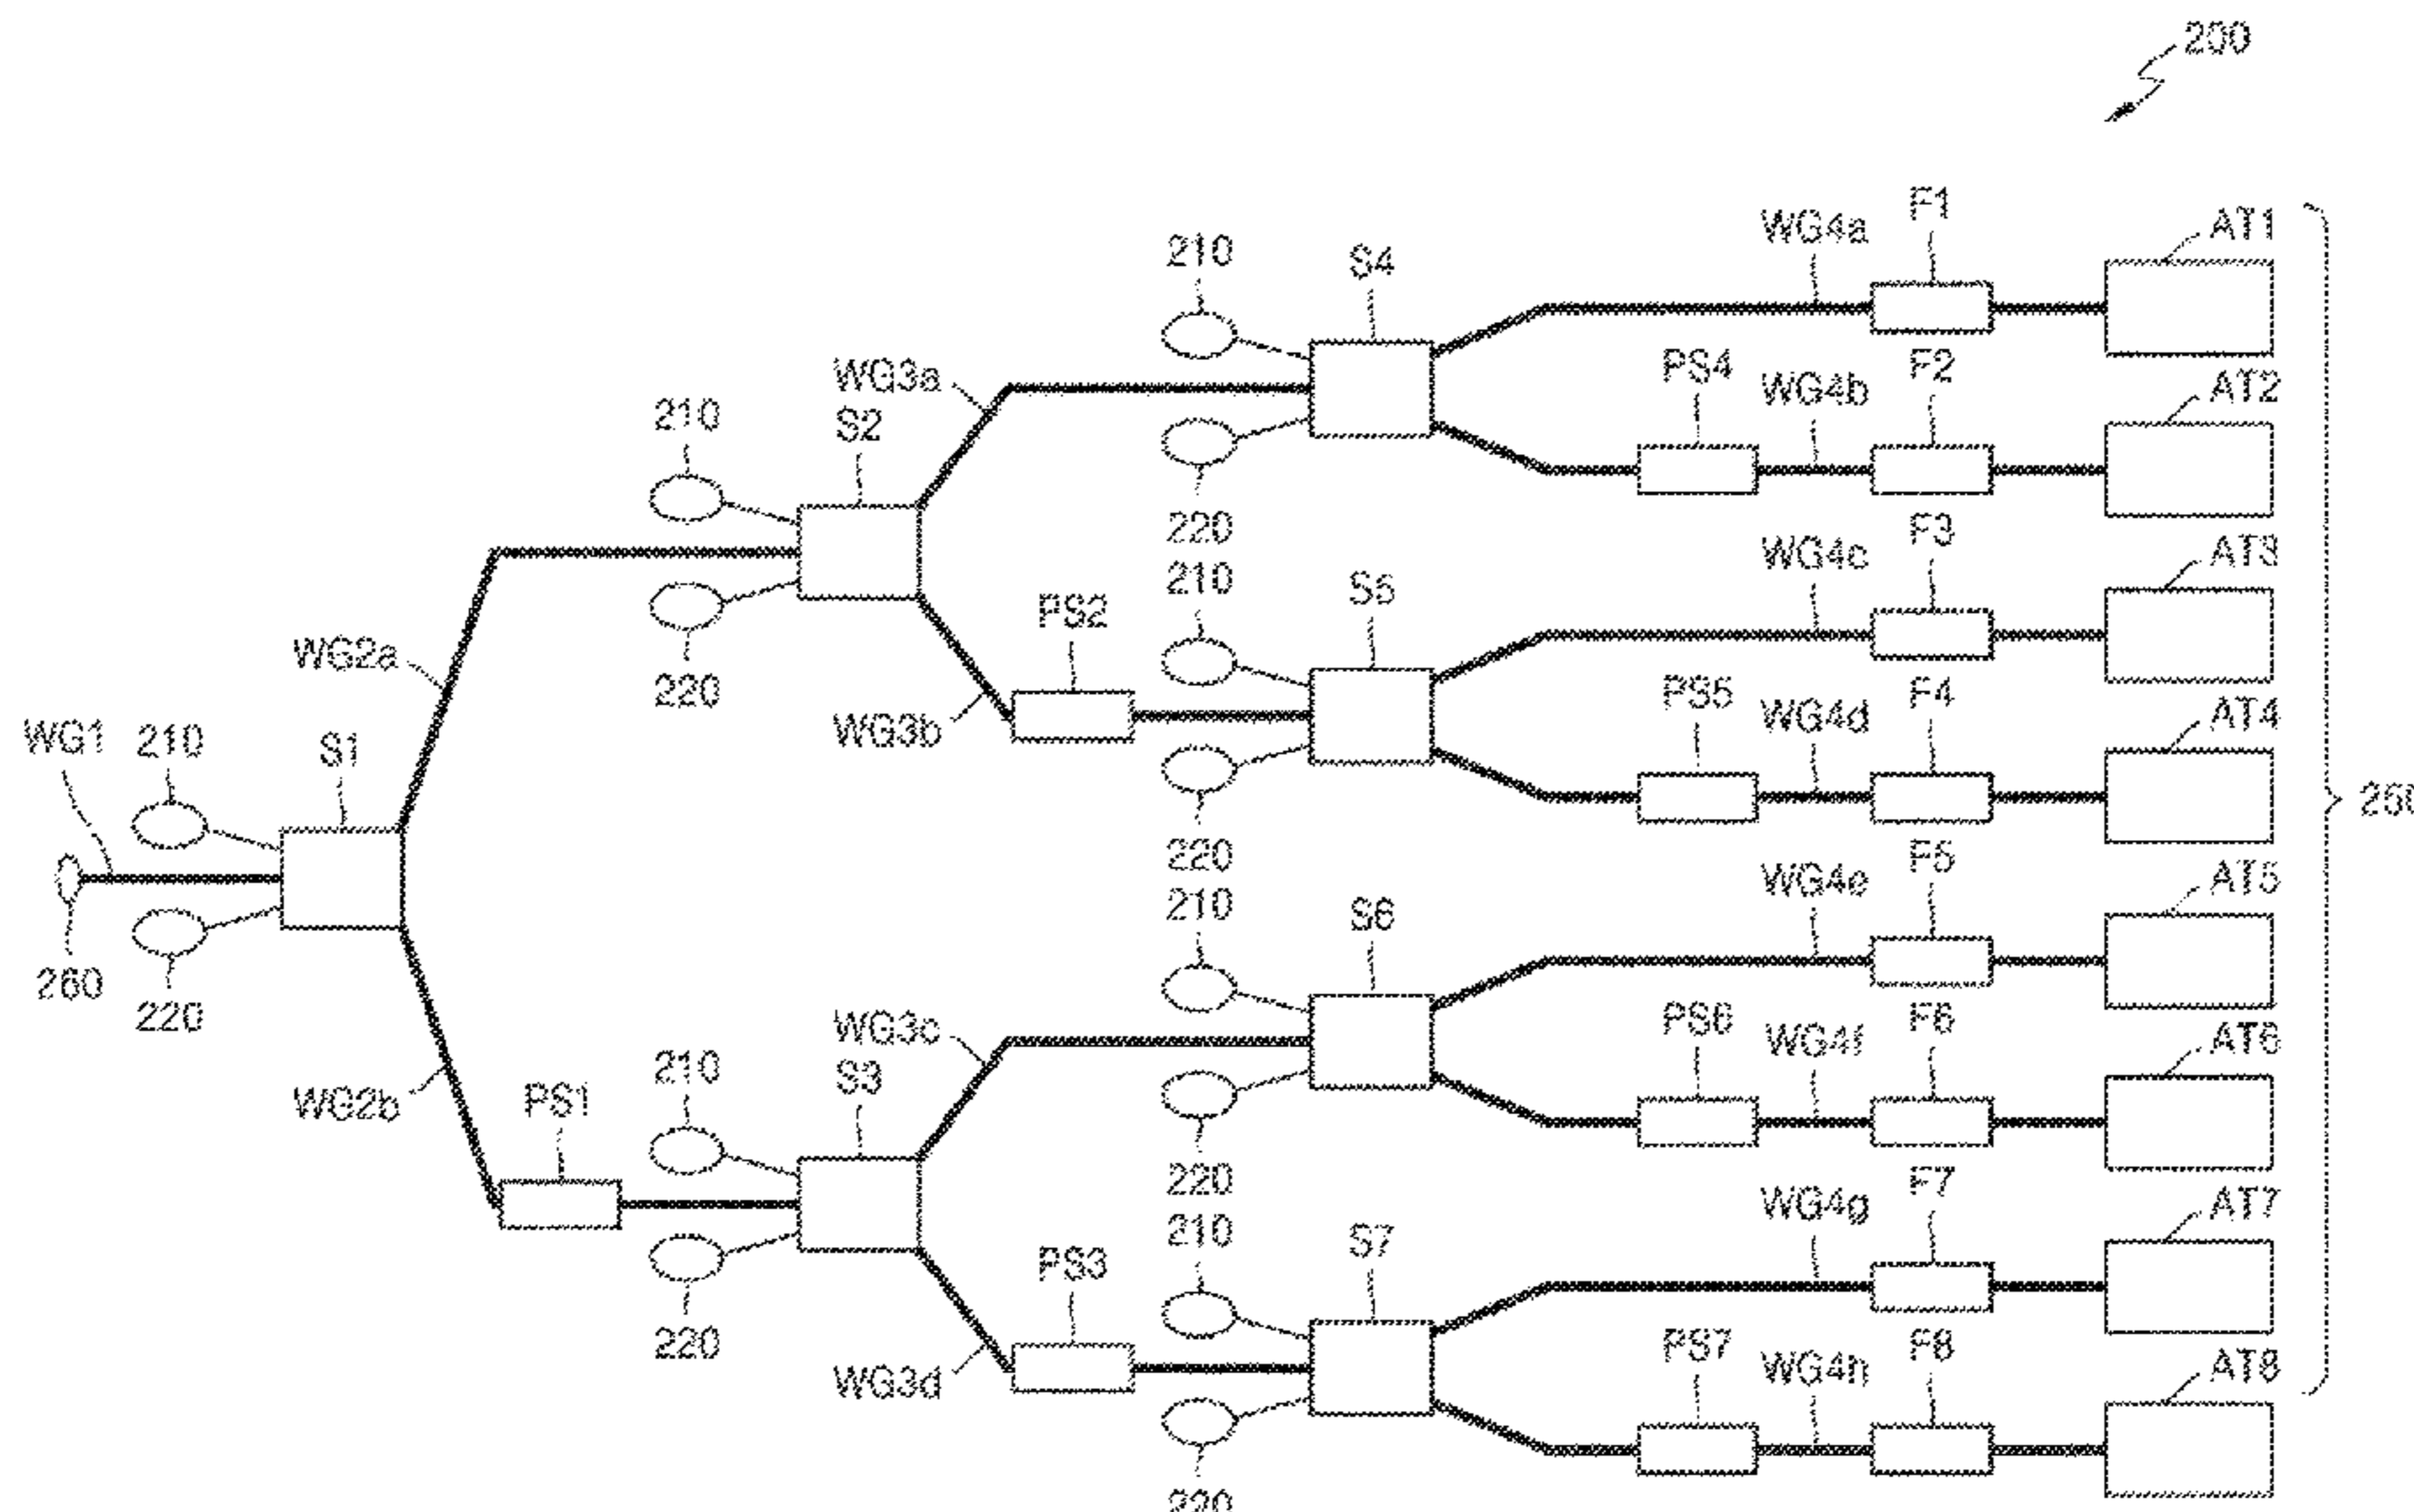 200
F1
WG4a
AT1
210
S4
WG3a
PS4
WG4b
F2
AT2
210
S2
220
F3
WG4c
AT3
210
S5
PS2
WG2a
220
PS5
WG4d
F4
AT4
WG3b
WG1
210
S1
260
220
F5
WG4e
AT5
210
S6
260
220
WG3c
PS6
WG4f
F6
AT6
S3
210
WG2b
PS1
220
F7
WG4g
AT7
210
S7
PS3
220
WG3d
PS7
WG4h
F8
AT8
220